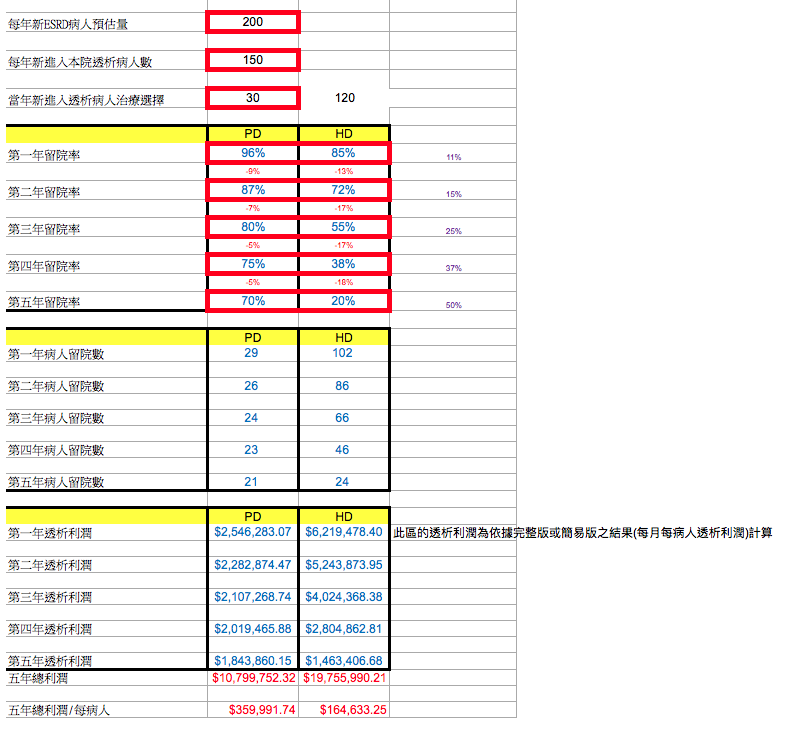 每年新ESRD病人預估量 200
每年新進入本院透析病人數 150
當年新進入透析病人治療選擇 30 120
PD HD
第一年留院率 96% 85% 11%
-9% -13%
第二年留院率 87% 72% 15%
-7% -17%
第三年留院率 80% 55% 25%
-5% -17%
第四年留院率 75% 38% 37%
-5% -18%
第五年留院率 70% 20% 50%
PD HD
第一年病人留院數 29 102
第二年病人留院數 26 86
第三年病人留院數 24 66
第四年病人留院數 23 46
第五年病人留院數 21 24
PD HD
第一年透析利潤 $2,546,283.07 $6,219,478.40 此區的透析利潤為依據完整版或簡易版之結果(每月每病人透析利潤)計算
第二年透析利潤 $2,282,874.47 $5,243,873.95
第三年透析利潤 $2,107,268.74 $4,024,368.38
第四年透析利潤 $2,019,465.88 $2,804,862.81
第五年透析利潤 $1,843,860.15 $1,463,406.68
五年總利潤 $10,799,752.32 $19,755,990.21
五年總利潤/每病人 $359,991.74 $164,633.25